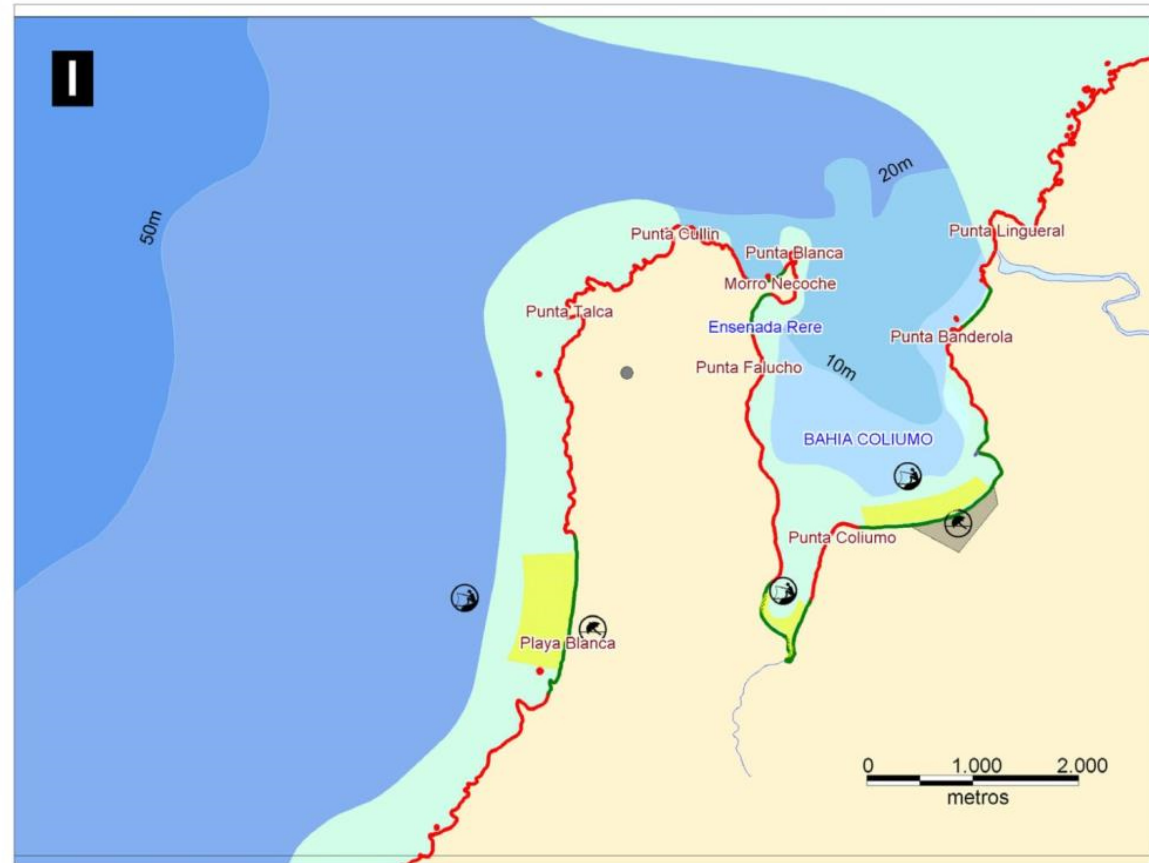 I
50m
20m
Punta Cullin
Punta Lingueral
Punta Blanca
Morro Necoche
Punta Talca
Ensenada Rere
Punta Banderola
Punta Falucho
10m
BAHIA COLIUMO
Punta Coliumo
Playa Blanca
0 1.000 2.000
metros